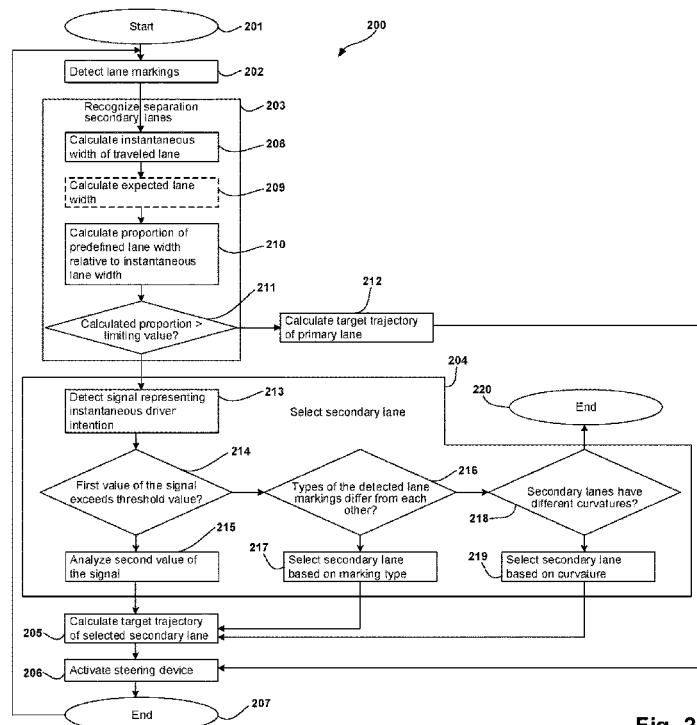 Start
201
200
Detect lane markings
202
203
Recognize separation
secondary lanes
Calculate instantaneous
width of traveled lane
208
Calculate expected lane
width
209
Calculate proportion of
predefined lane width
relative to instantaneous
lane width
210
211
212
Calculated proportion >
limiting value?
Calculate target trajectory
of primary lane
204
Detect signal representing
instantaneous driver
intention
213
Select secondary lane
220
End
214
First value of the signal
exceeds threshold value?
216
Types of the detected lane
markings differ from each
other?
Secondary lanes have
different curvatures?
218
215
Analyze second value of
the signal
217
Select secondary lane
based on marking type
219
Select secondary lane
based on curvature
205
Calculate target trajectory
of selected secondary lane
206
Activate steering device
End
207